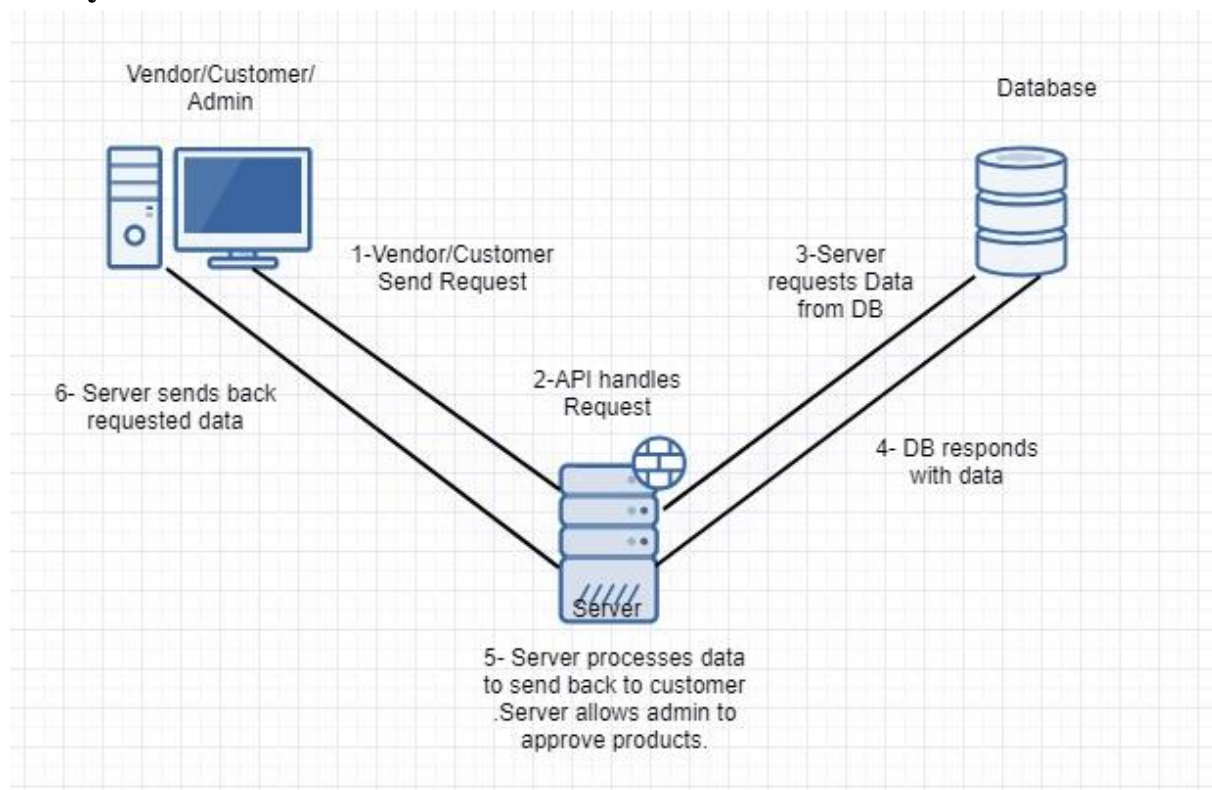 Vendor/Customer/
Admin
Database
1-Vendor/Customer
Send Request
3-Server
requests Data
from DB
2-API handles
Request
6- Server sends back
requested data
4- DB responds
with data
Server
5- Server processes data
to send back to customer
.Server allows admin to
approve products.